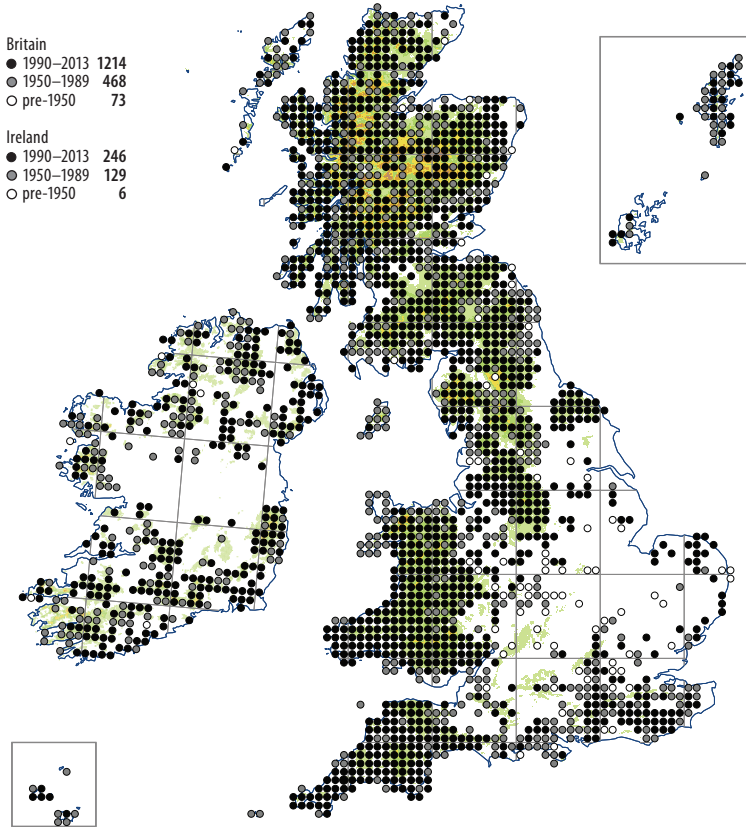 Britain
1990–2013 1214
1950–1989 468
pre-1950 73
Ireland
1990–2013 246
1950–1989 129
pre-1950 6